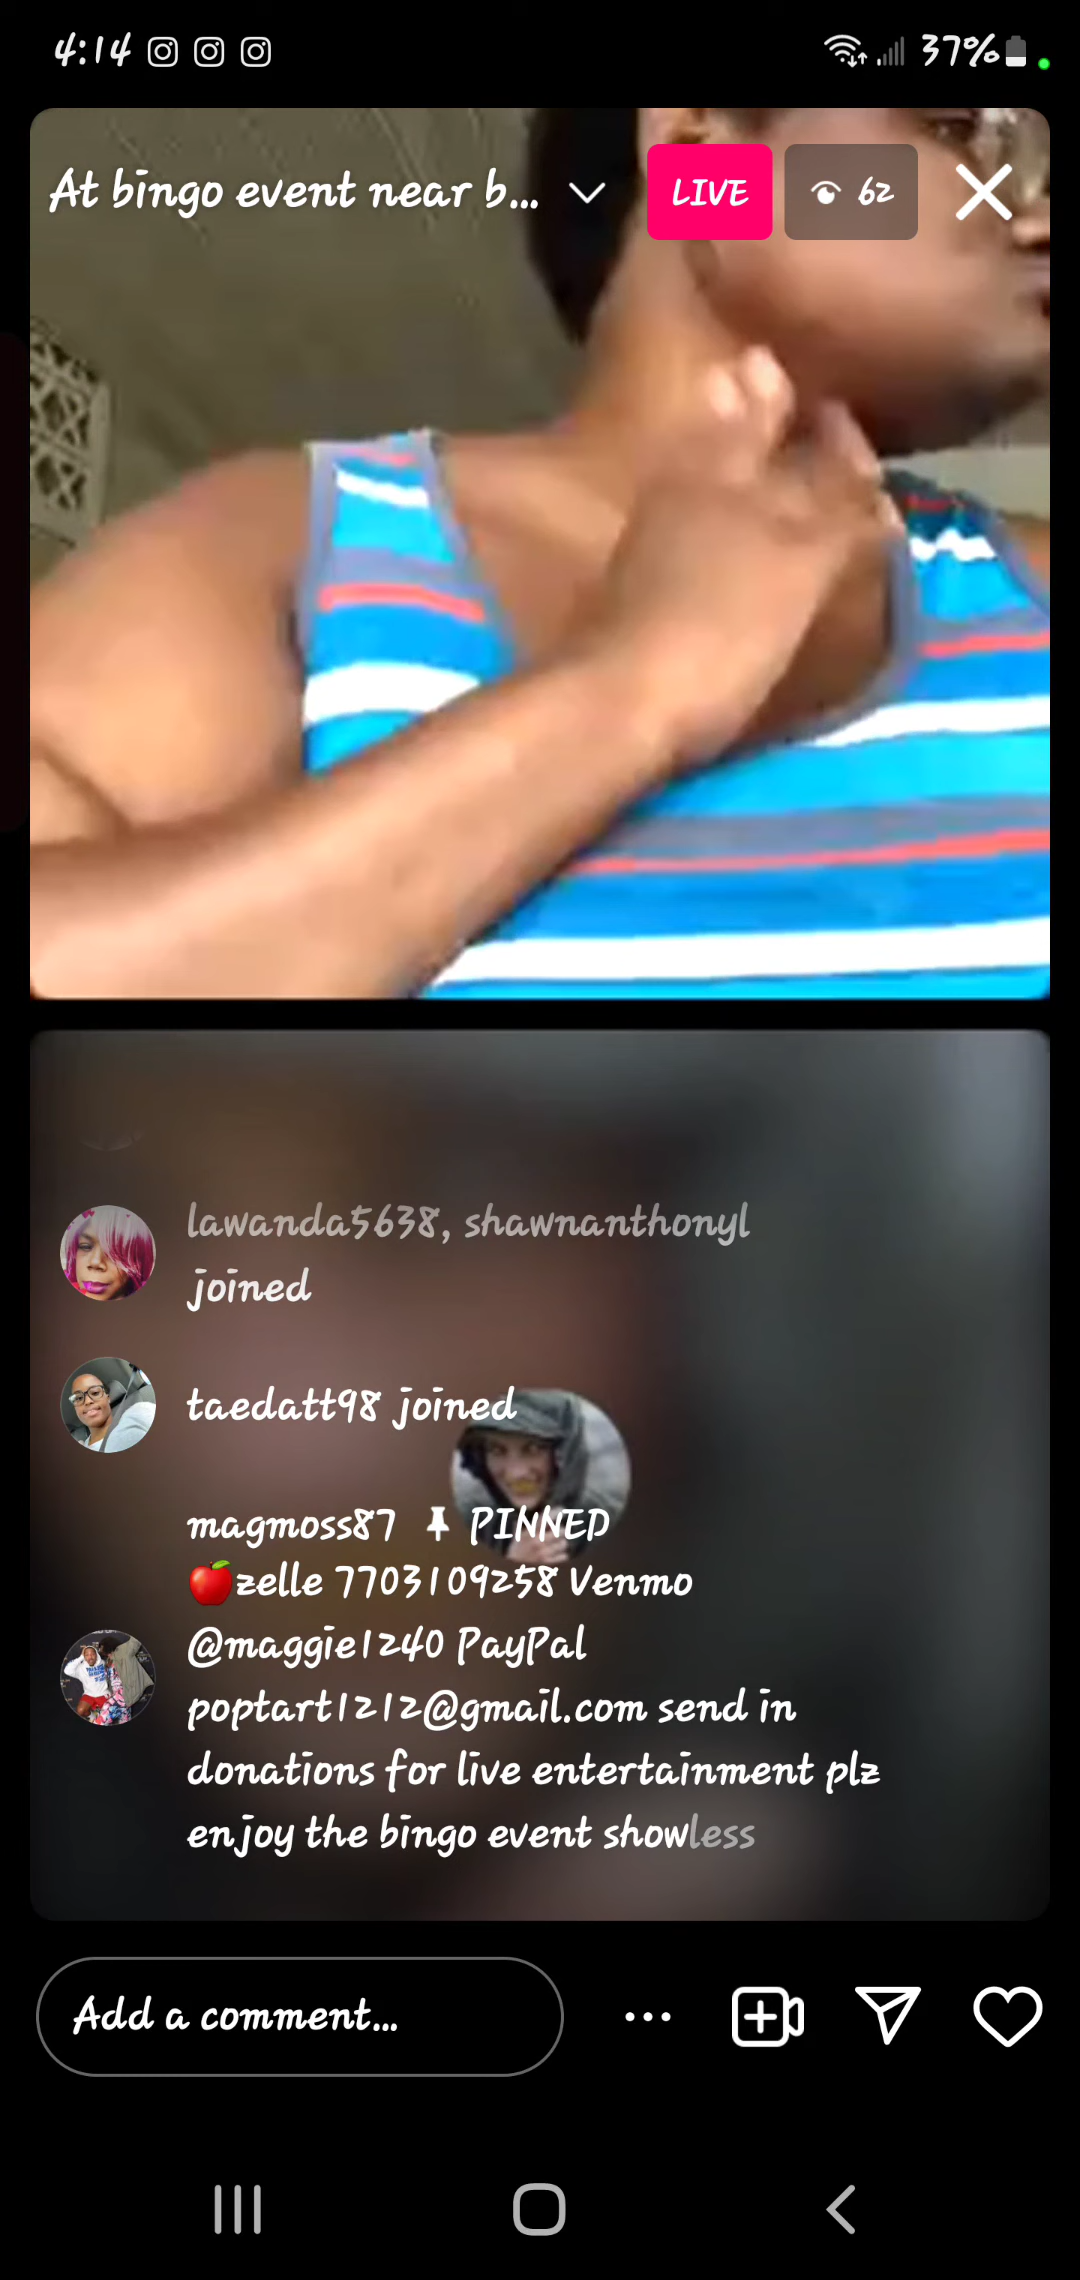 4:14
37%
At bingo event near b...
LIVE
62
lawanda5638, shawnanthonyl
joined
taedatt98 joined
magmoss87 PINNED
🍎zelle 7703109258 Venmo
@maggie1240 PayPal
poptart1212@gmail.com send in
donations for live entertainment plz
enjoy the bingo event showless
Add a comment...